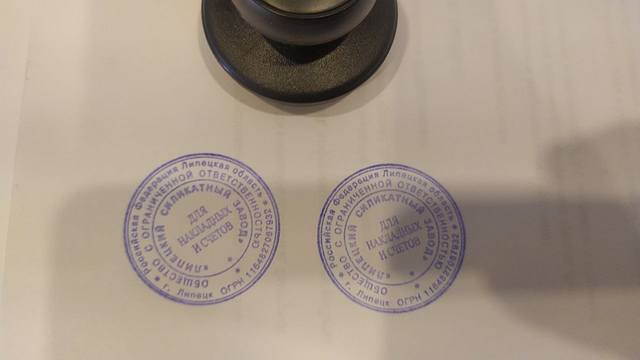 Российская Федерация Липецкая область
г. Липецк ОГРН
ОБЩЕСТВО С ОГРАНИЧЕННОЙ ОТВЕТСТВЕННОСТЬЮ
«ЛИПЕЦКИЙ СИЛИКАТНЫЙ ЗАВОД»
ДЛЯ
НАКЛАДНЫХ
И СЧЕТОВ
Российская Федерация Липецкая область
г. Липецк ОГРН 1164827067932
ОБЩЕСТВО С ОГРАНИЧЕННОЙ ОТВЕТСТВЕННОСТЬЮ
«ЛИПЕЦКИЙ СИЛИКАТНЫЙ ЗАВОД»
ДЛЯ
НАКЛАДНЫХ
И СЧЕТОВ